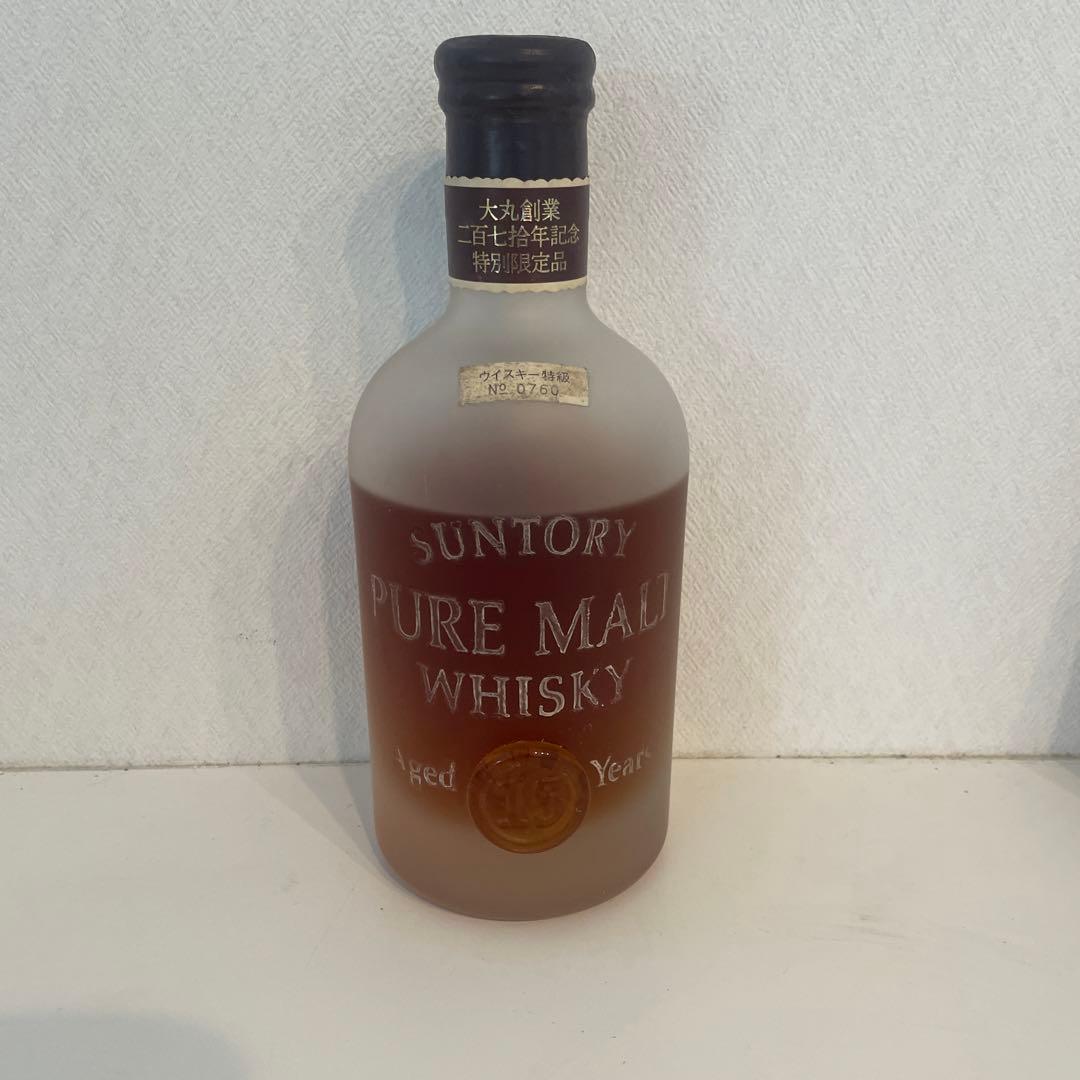 大丸創業
二百七拾年記念
特別限定品
ウイスキー特級
№ 0760
SUNTORY
PURE MALT
WHISKY
Aged 15 Years